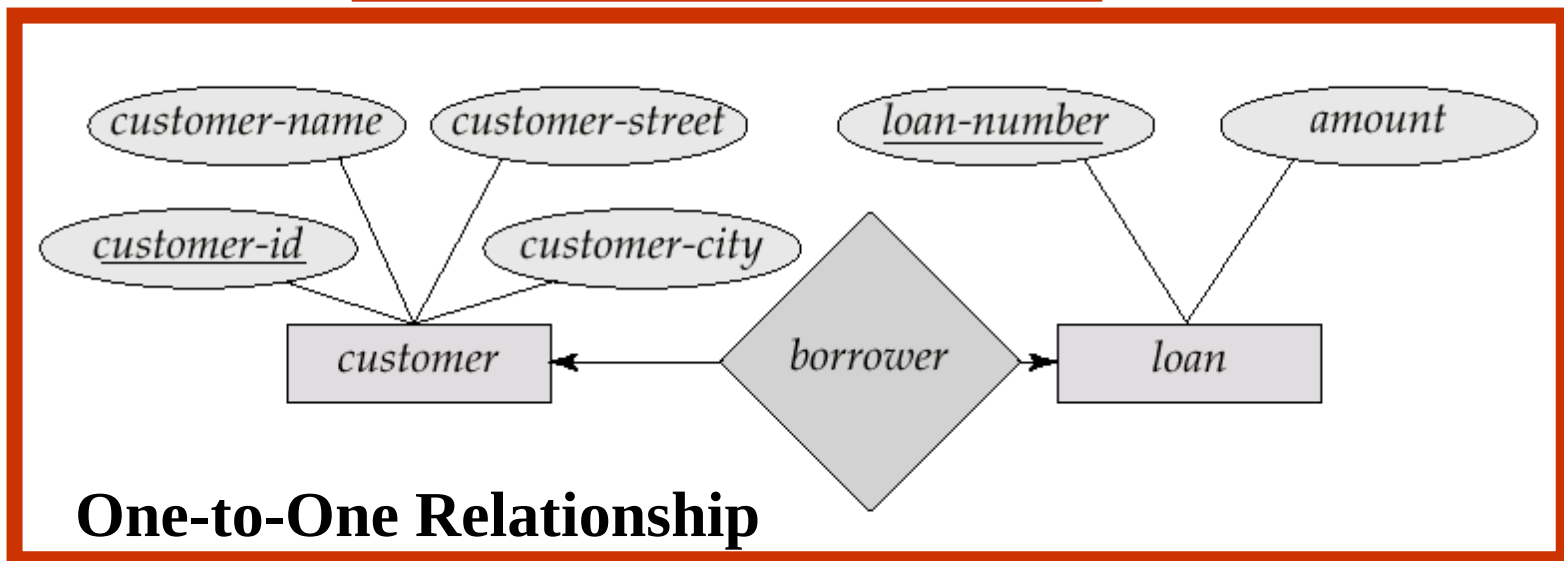 customer-name
customer-street
loan-number
amount
customer-id
customer-city
customer
borrower
loan
One-to-One Relationship